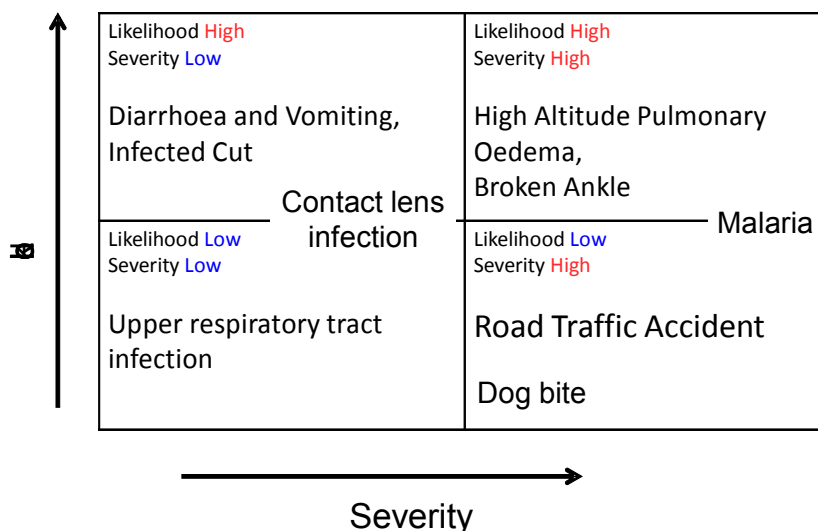 Likelihood High
Severity Low
Diarrhoea and Vomiting,
Infected Cut
Likelihood High
Severity High
High Altitude Pulmonary
Oedema,
Broken Ankle
Contact lens
infection
Malaria
Likelihood Low
Severity Low
Upper respiratory tract
infection
Likelihood Low
Severity High
Road Traffic Accident
Dog bite
Severity